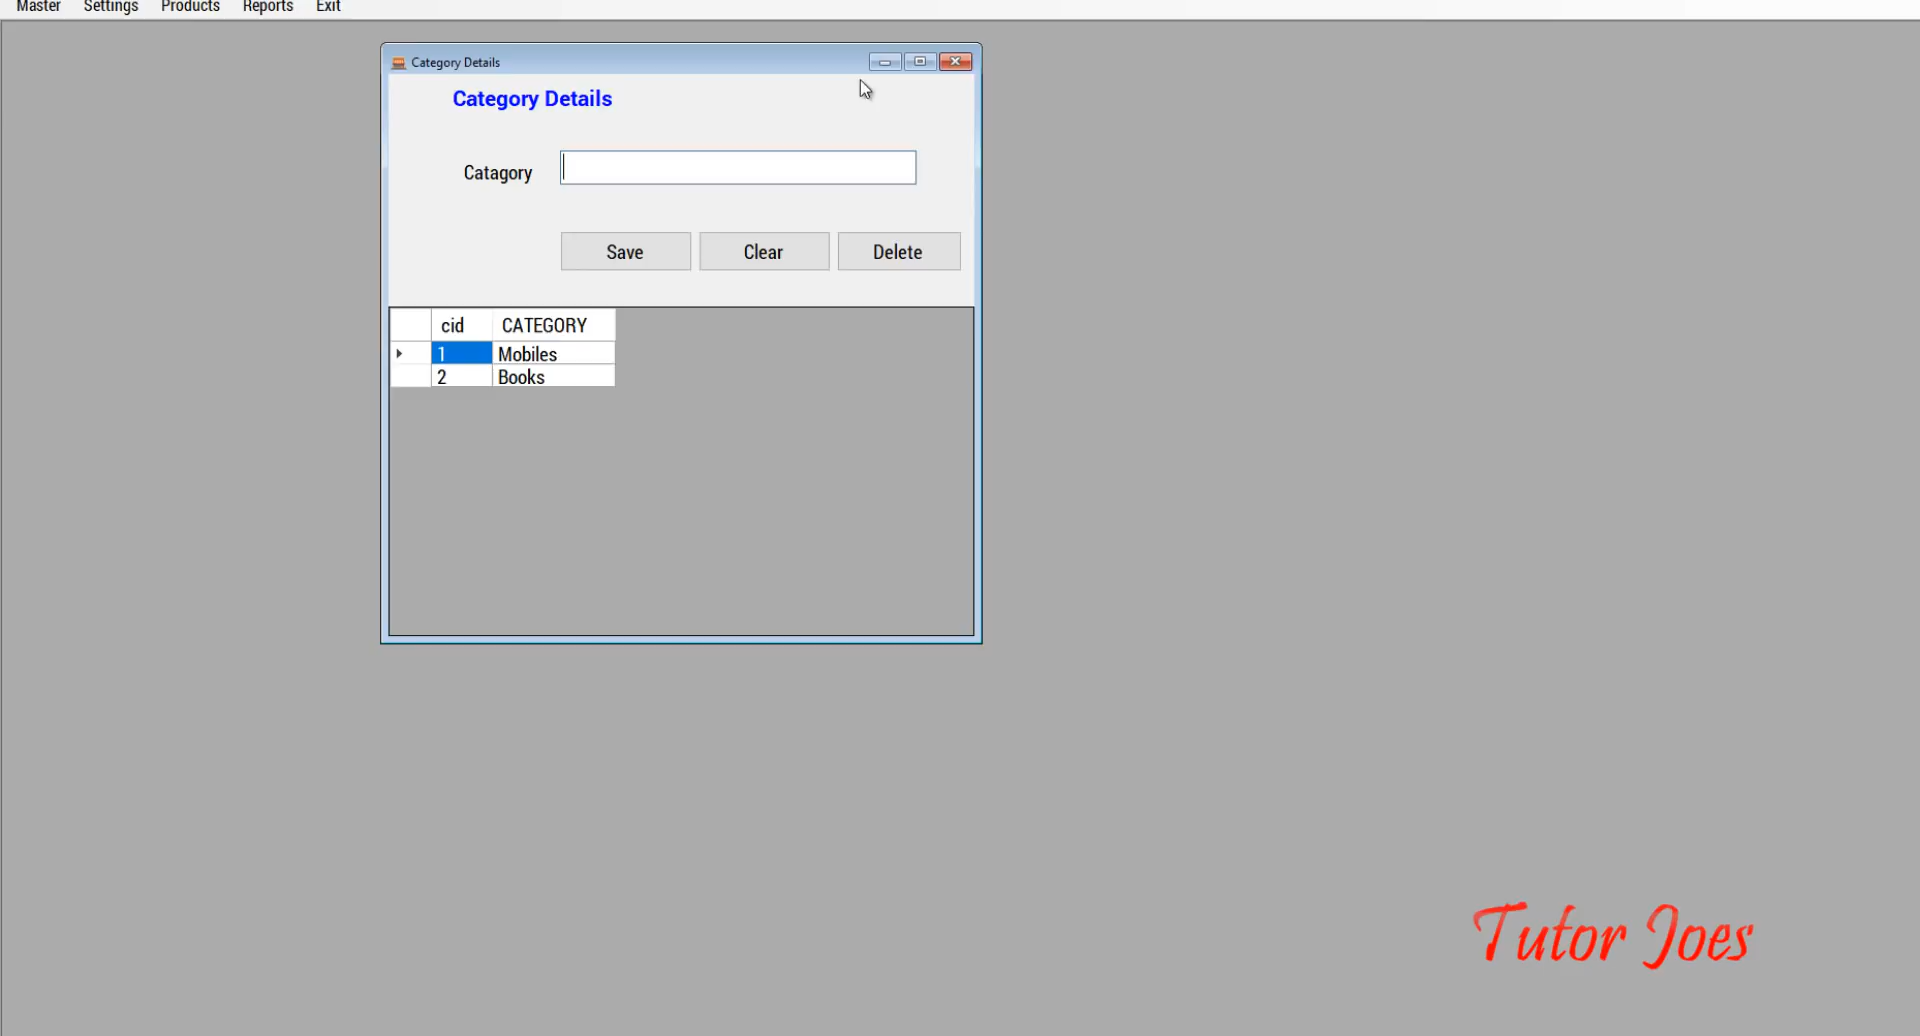 Master Settings Products Reports Exit
Category Details
Category Details
Catagory
Save Clear Delete
cid CATEGORY
1 Mobiles
2 Books
Tutor Joes